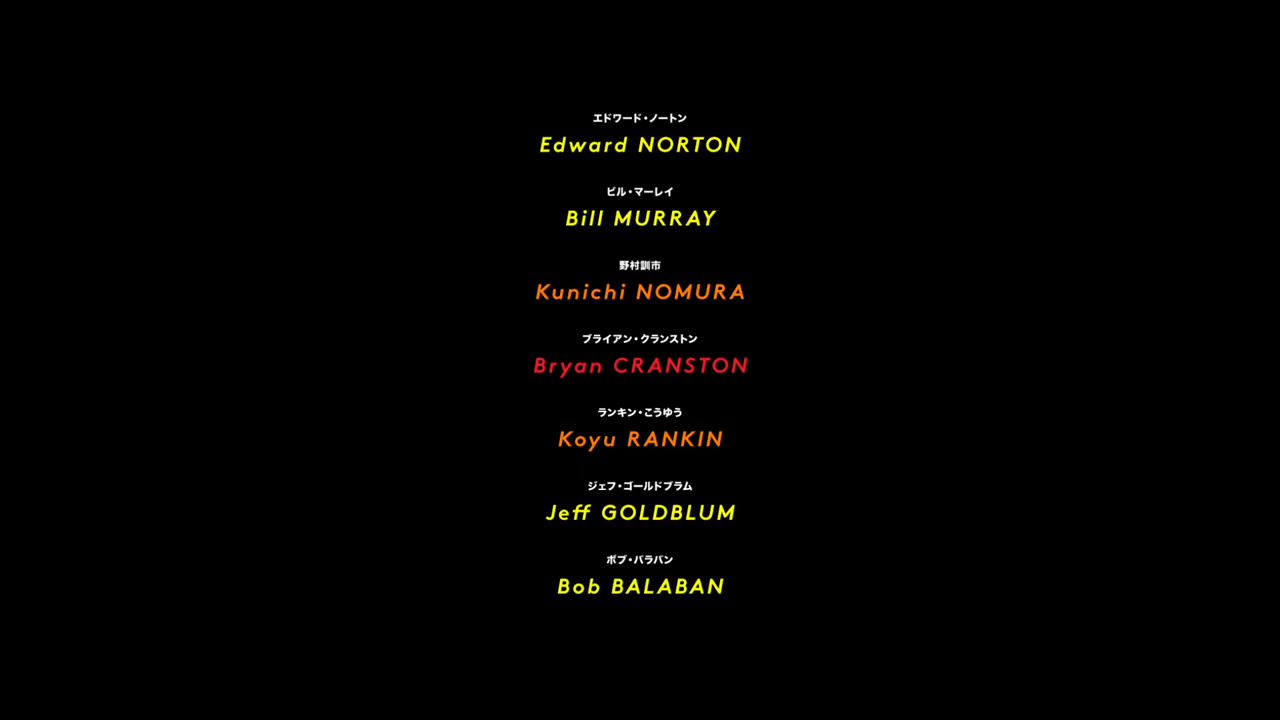 エドワード・ノートン
Edward NORTON
ビル・マーレイ
Bill MURRAY
野村訓市
Kunichi NOMURA
ブライアン・クランストン
Bryan CRANSTON
ランキン・こうゆう
Koyu RANKIN
ジェフ・ゴールドブラム
Jeff GOLDBLUM
ボブ・バラバン
Bob BALABAN